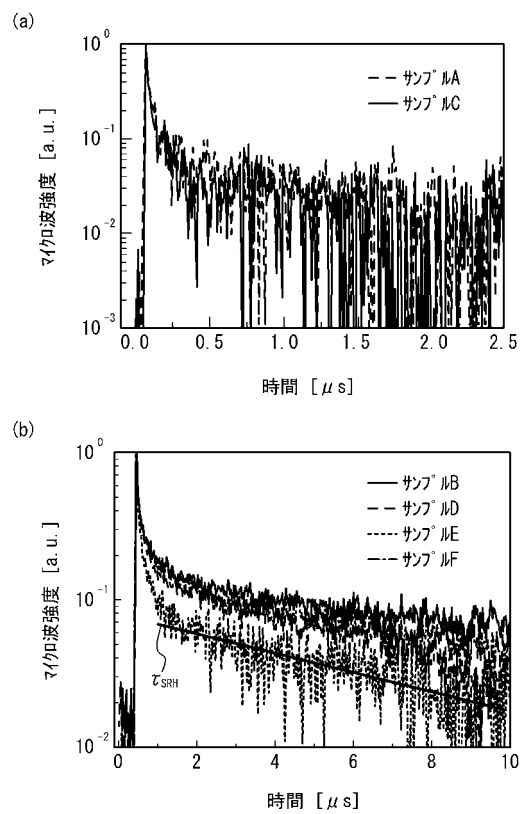 (a)
マイクロ波強度 [a.u.]
10⁰
10⁻¹
10⁻²
10⁻³
サンプルA
サンプルC
0.0 0.5 1.0 1.5 2.0 2.5
時間 [μs]
(b)
マイクロ波強度 [a.u.]
10⁰
10⁻¹
10⁻²
サンプルB
サンプルD
サンプルE
サンプルF
τSRH
0 2 4 6 8 10
時間 [μs]